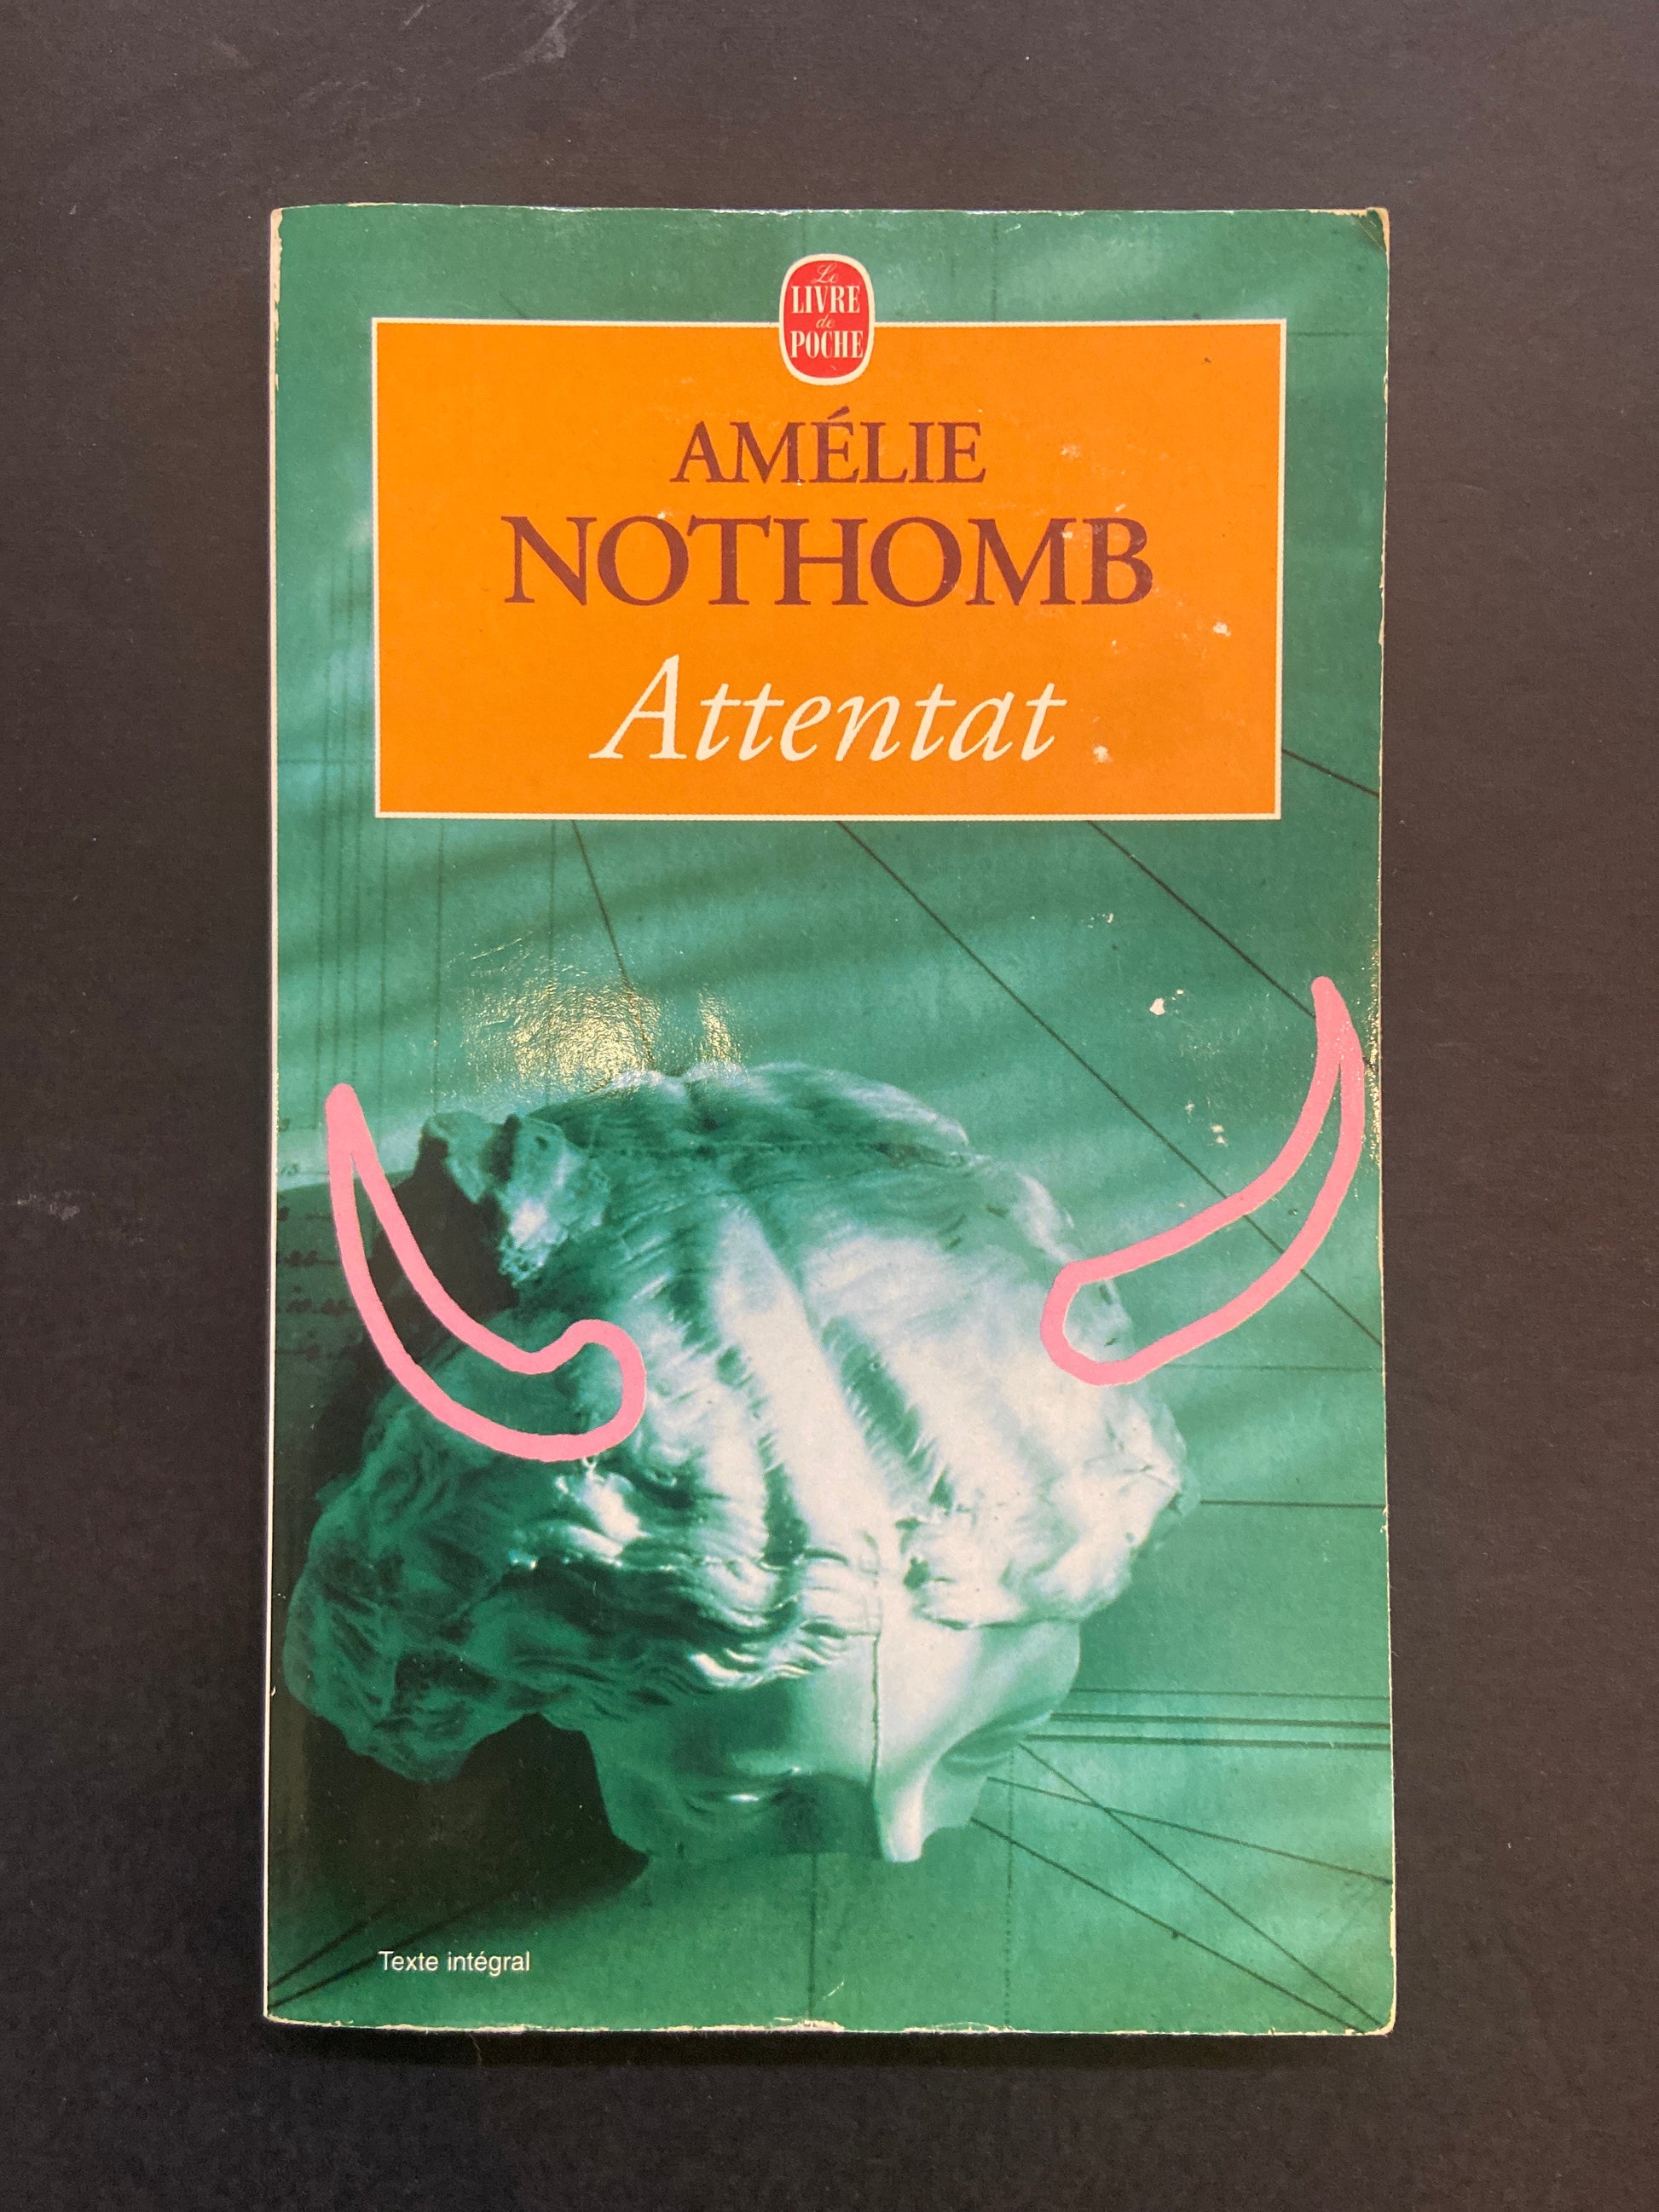 Le
LIVRE
de
POCHE
AMÉLIE
NOTHOMB
Attentat
Texte intégral